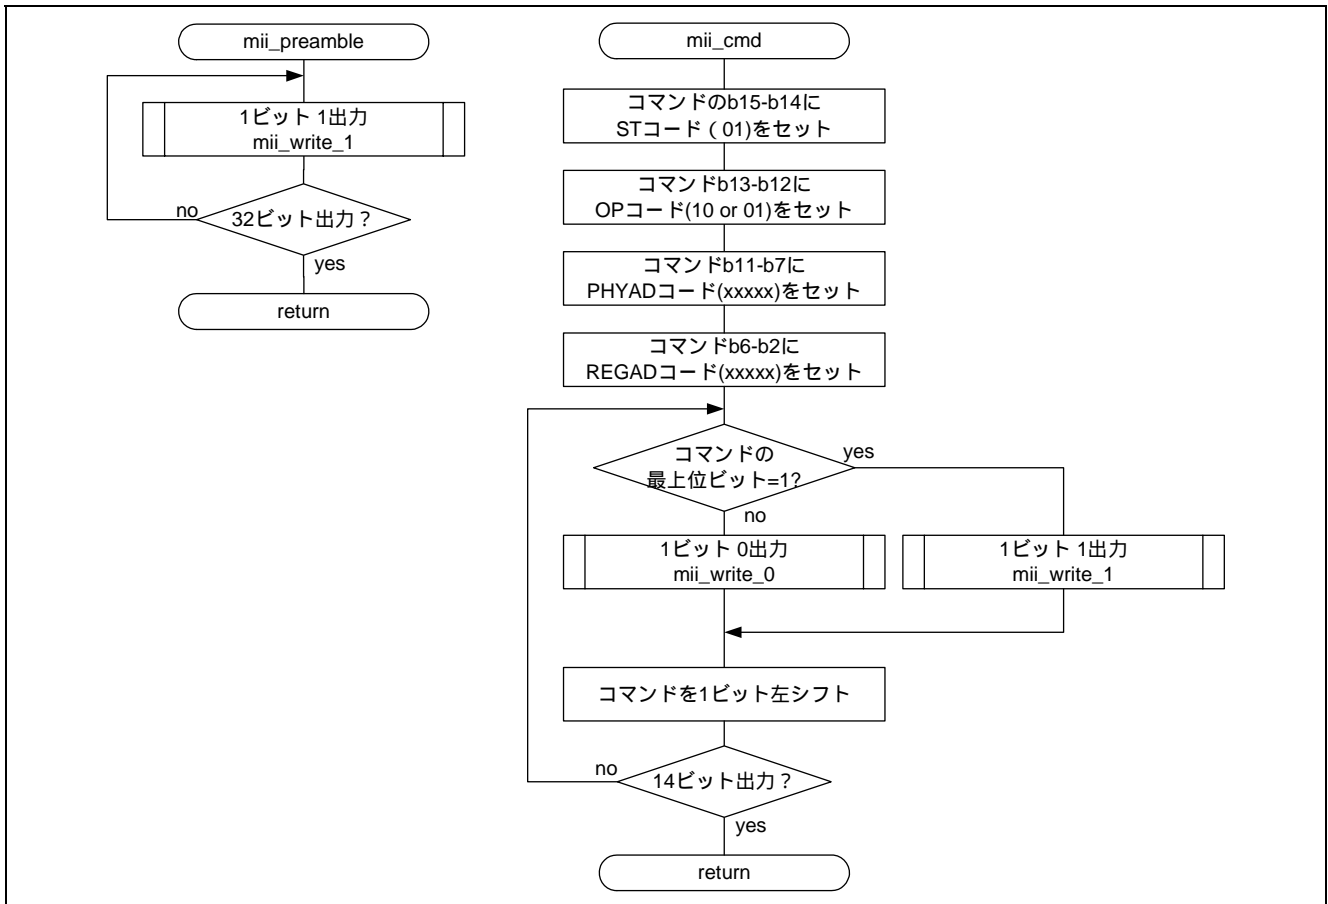 mii_preamble
1ビット 1出力
mii_write_1
32ビット出力？
no
yes
return
mii_cmd
コマンドのb15-b14に
STコード（01)をセット
コマンドb13-b12に
OPコード(10 or 01)をセット
コマンドb11-b7に
PHYADコード(xxxxx)をセット
コマンドb6-b2に
REGADコード(xxxxx)をセット
コマンドの
最上位ビット=1?
yes
no
1ビット 0出力
mii_write_0
1ビット 1出力
mii_write_1
コマンドを1ビット左シフト
14ビット出力？
no
yes
return